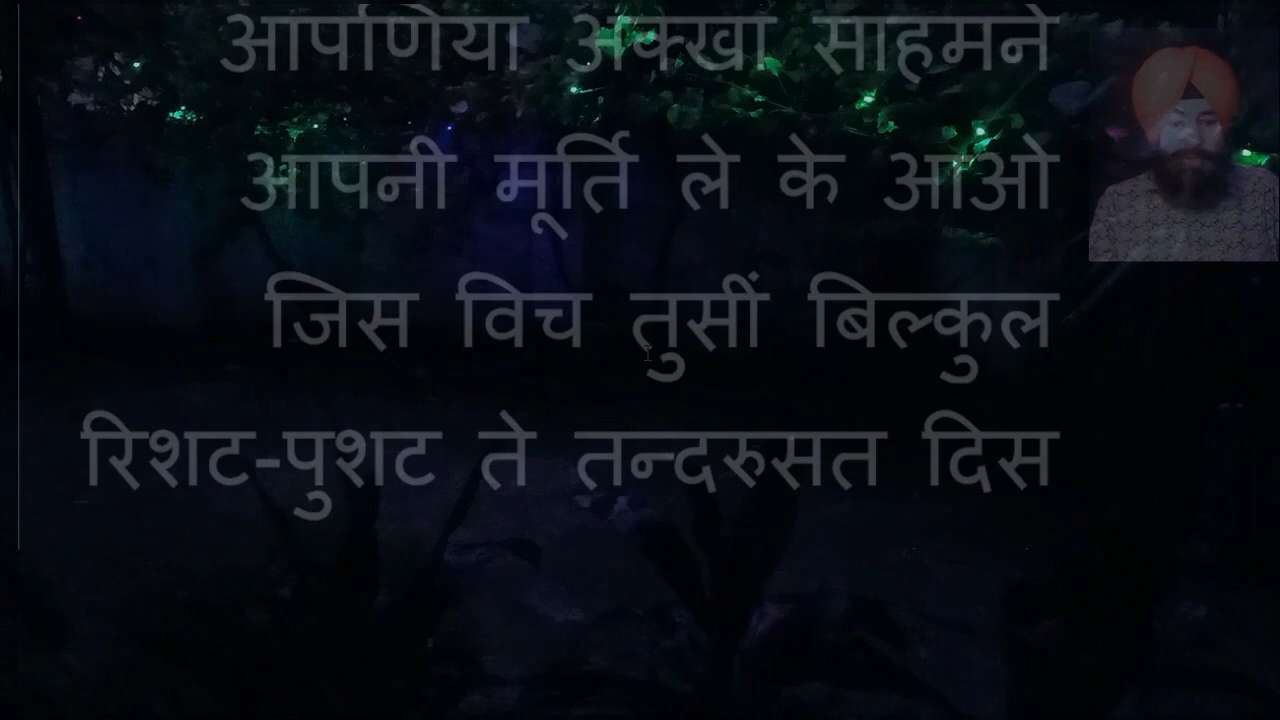 आपणिया अक्खा साहमने
आपनी मूर्ति ले के आओ
जिस विच तुसीं बिल्कुल
रिशट-पुशट ते तन्दरुसत दिस